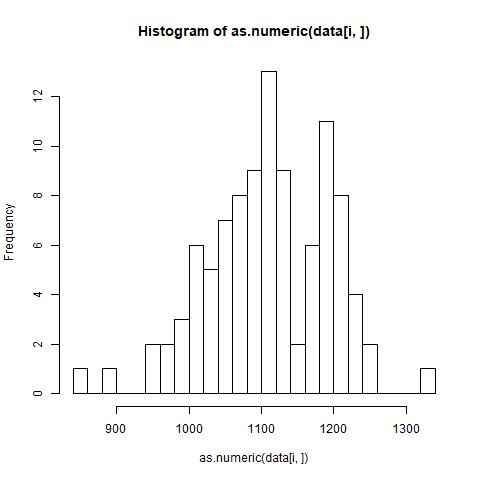 Histogram of as.numeric(data[i, ])
Frequency
12
10
8
6
4
2
0
900 1000 1100 1200 1300
as.numeric(data[i, ])